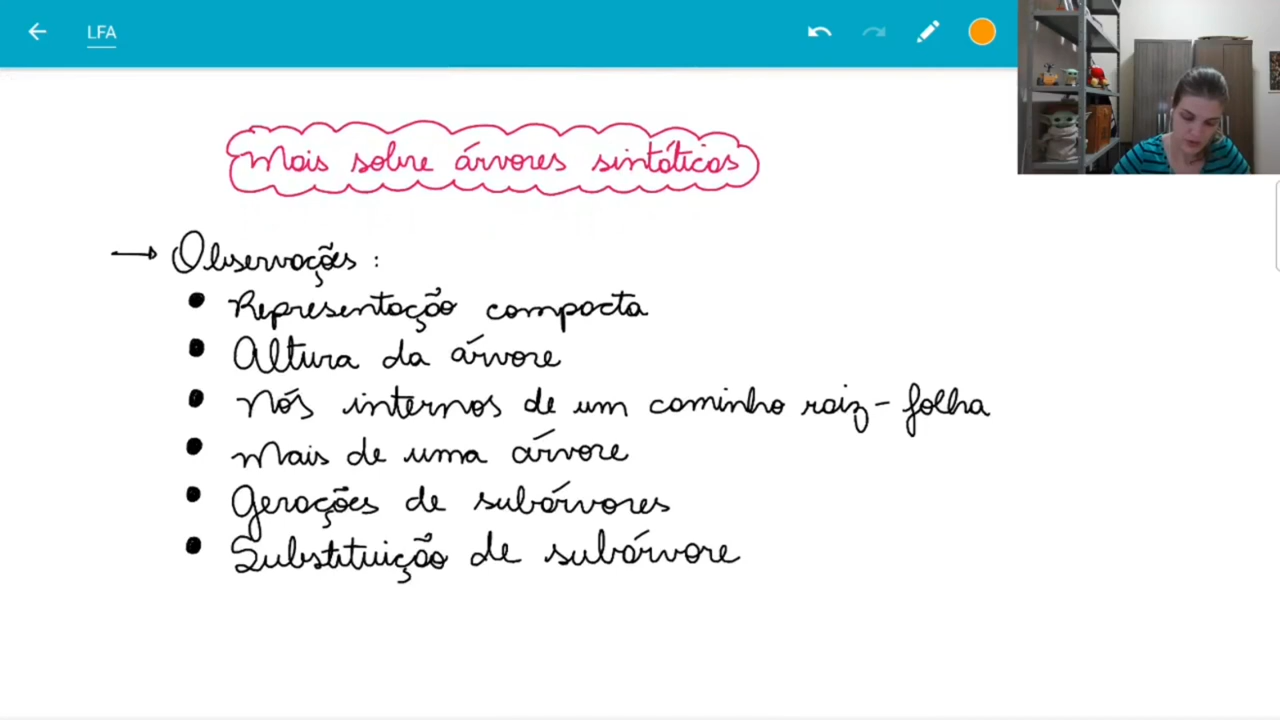 LFA
Mais sobre árvores sintáticas
→ Observações :
• Representação compacta
• Altura da árvore
• Nós internos de um caminho raiz-folha
• Mais de uma árvore
• Gerações de subárvores
• Substituição de subárvore